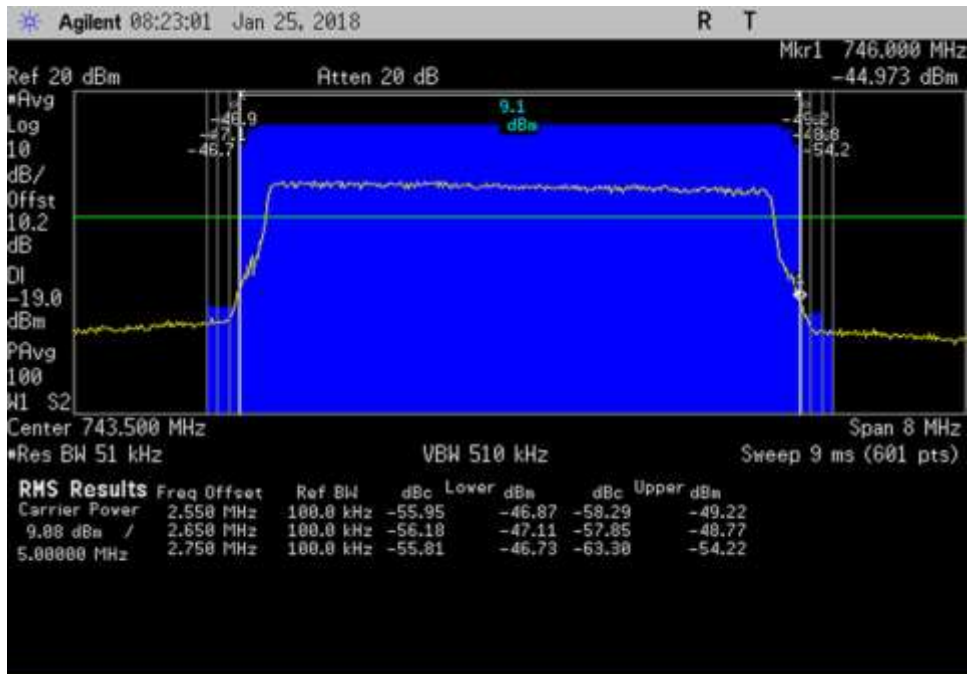 Agilent 08:23:01 Jan 25, 2018 R T
Mkr1 746.000 MHz
Ref 20 dBm Atten 20 dB -44.973 dBm
*Avg
Log
10
dB/
Offst
10.2
dB
DI
-19.0
dBm
PAvg
100
W1 S2
9.1
dBm
-46.9
-47.1
-46.7
-49.2
-48.8
-54.2
Center 743.500 MHz Span 8 MHz
*Res BW 51 kHz VBW 510 kHz Sweep 9 ms (601 pts)
RMS Results Freq Offset Ref BW dBc Lower dBm dBc Upper dBm
Carrier Power 2.550 MHz 100.0 kHz -55.95 -46.87 -58.29 -49.22
9.08 dBm / 2.650 MHz 100.0 kHz -56.18 -47.11 -57.85 -48.77
5.00000 MHz 2.750 MHz 100.0 kHz -55.81 -46.73 -63.30 -54.22